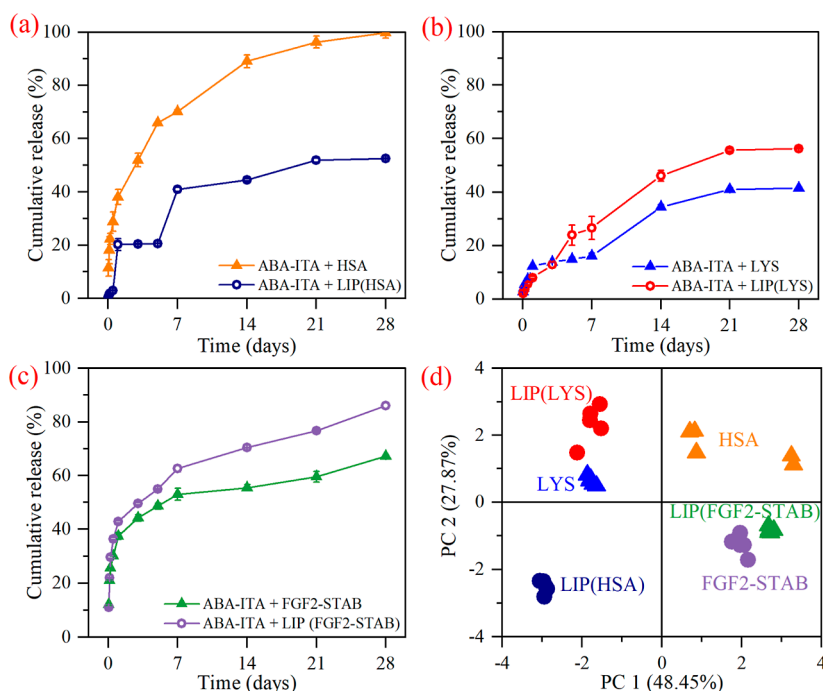 (a)
100
80
60
40
20
0
Cumulative release (%)
ABA-ITA + HSA
ABA-ITA + LIP(HSA)
0 7 14 21 28
Time (days)
(b)
100
80
60
40
20
0
Cumulative release (%)
ABA-ITA + LYS
ABA-ITA + LIP(LYS)
0 7 14 21 28
Time (days)
(c)
100
80
60
40
20
0
Cumulative release (%)
ABA-ITA + FGF2-STAB
ABA-ITA + LIP (FGF2-STAB)
0 7 14 21 28
Time (days)
(d)
4
2
0
-2
-4
PC 2 (27.87%)
LIP(LYS)
HSA
LYS
LIP(FGF2-STAB)
LIP(HSA)
FGF2-STAB
-4 -2 0 2 4
PC 1 (48.45%)